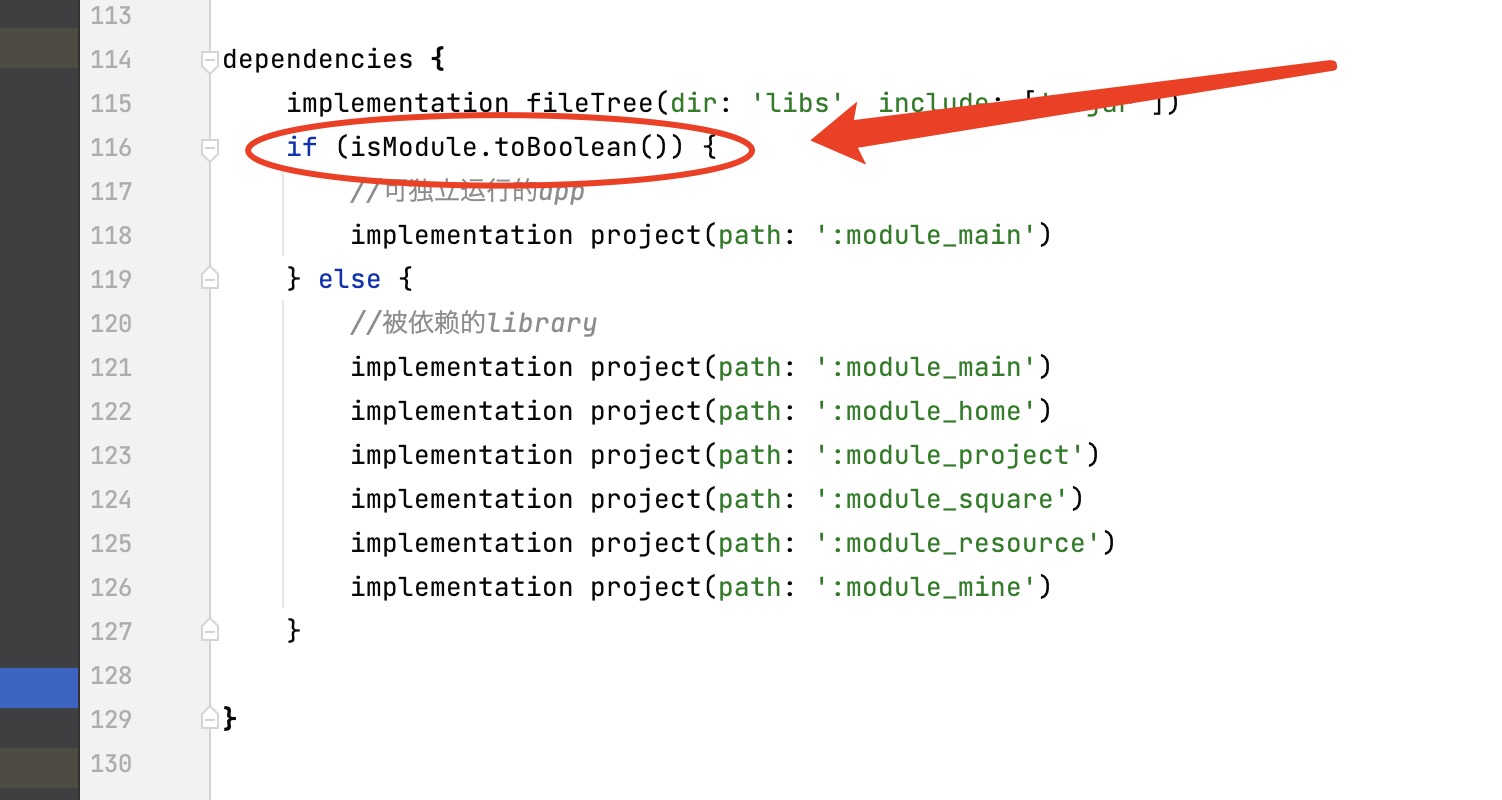 113
114 dependencies {
115 implementation fileTree(dir: 'libs', include: [
116 if (isModule.toBoolean()) {
117 //可独立运行的app
118 implementation project(path: ':module_main')
119 } else {
120 //被依赖的library
121 implementation project(path: ':module_main')
122 implementation project(path: ':module_home')
123 implementation project(path: ':module_project')
124 implementation project(path: ':module_square')
125 implementation project(path: ':module_resource')
126 implementation project(path: ':module_mine')
127 }
128
129 }
130